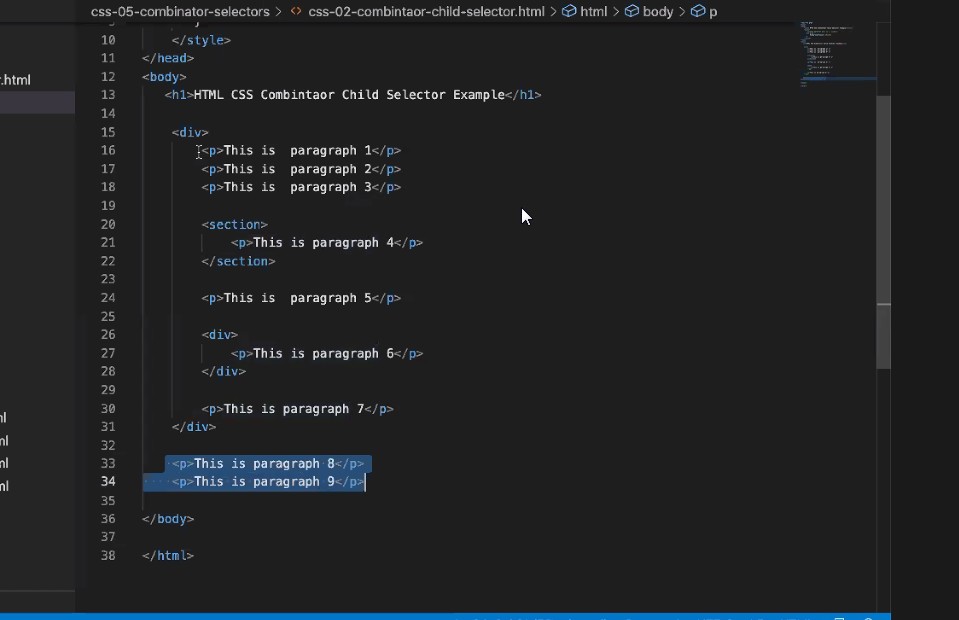 css-05-combinator-selectors > <> css-02-combintaor-child-selector.html > html > body > p
10 </style>
11 </head>
.html
12 <body>
13 <h1>HTML CSS Combintaor Child Selector Example</h1>
14
15 <div>
16 <p>This is  paragraph 1</p>
17 <p>This is  paragraph 2</p>
18 <p>This is  paragraph 3</p>
19
20 <section>
21 <p>This is paragraph 4</p>
22 </section>
23
24 <p>This is  paragraph 5</p>
25
26 <div>
27 <p>This is paragraph 6</p>
28 </div>
29
30 <p>This is paragraph 7</p>
ml
31 </div>
ml
32
33 <p>This is paragraph 8</p>
ml
34 <p>This is paragraph 9</p>
ml
35
36 </body>
37
38 </html>